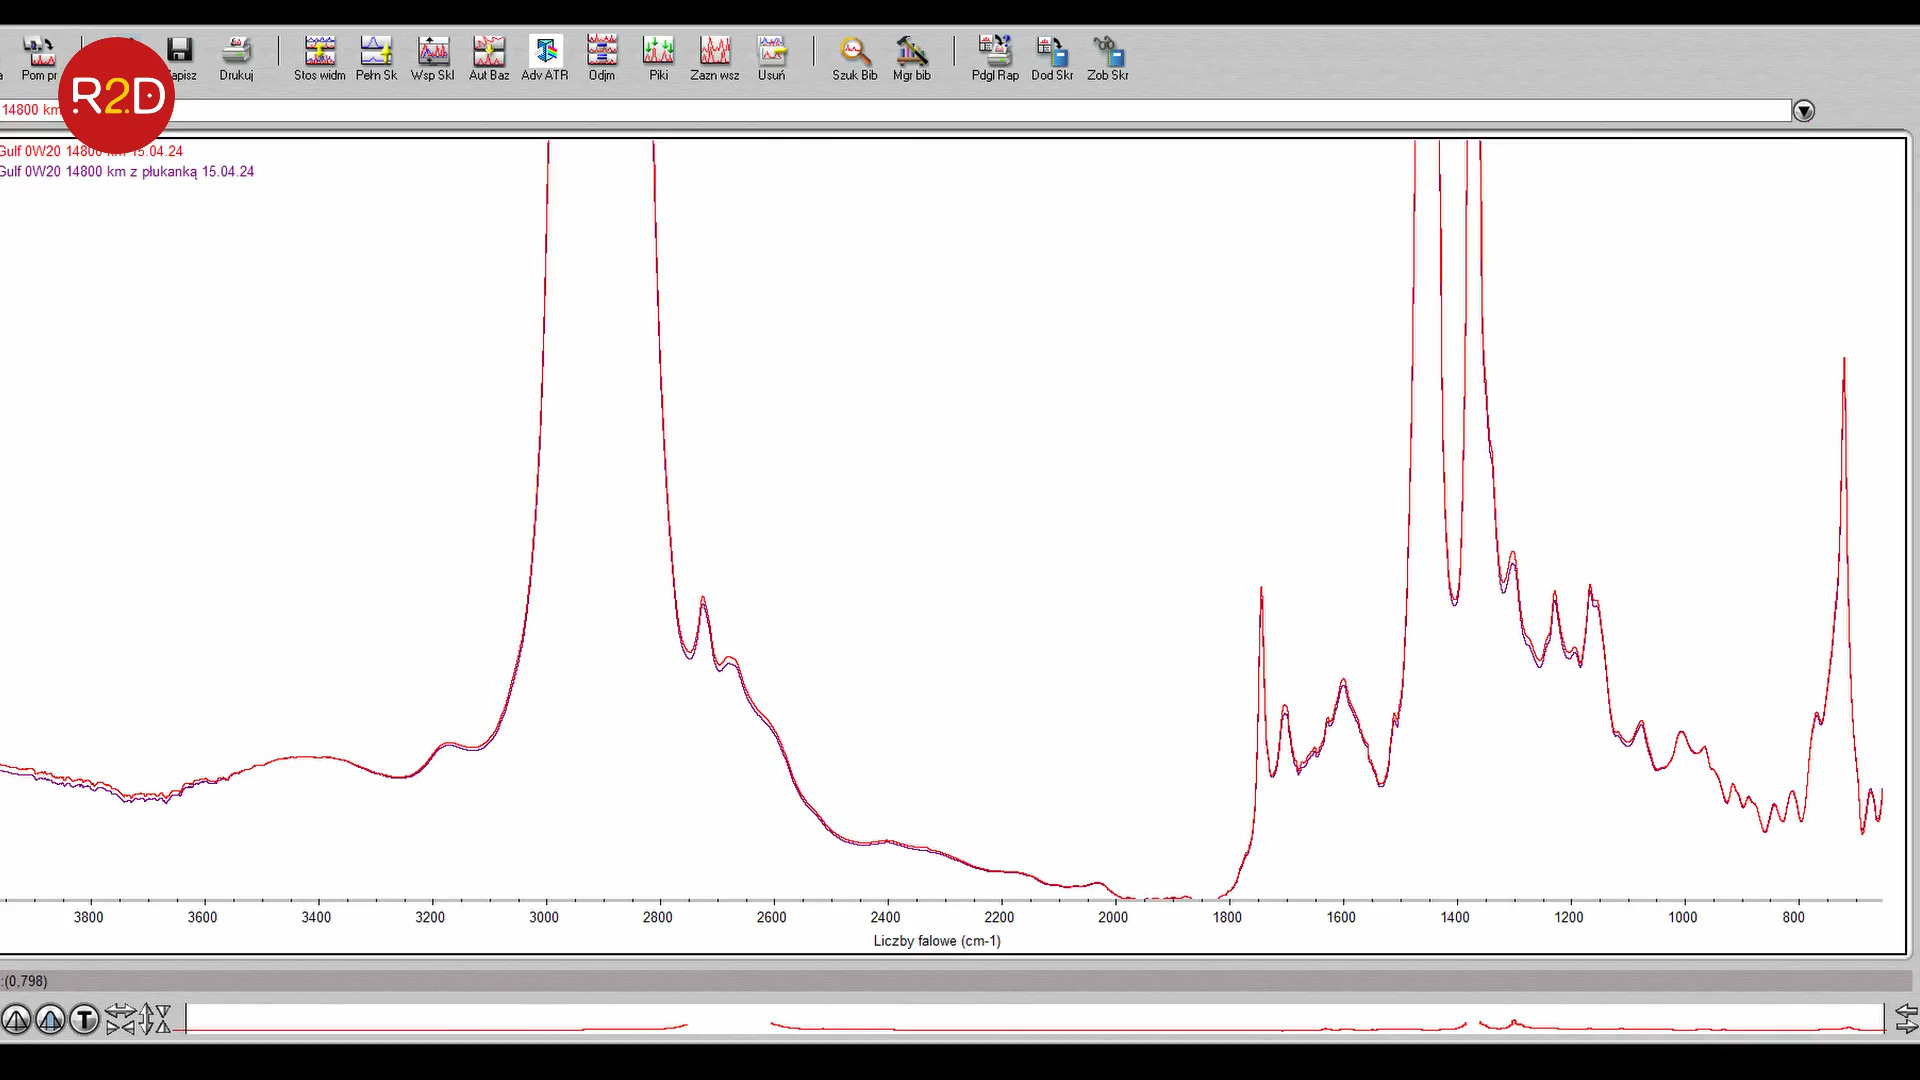 Pom pr apisz Drukuj Stos widm Pełn Sk Wsp Skl Aut Baz Adv ATR Odjm Piki Zazn wsz Usuń Szuk Bib Mgr bib Pdgl Rap Dod Skr Zob Skr
R2D
14800 km
Gulf 0W20 14800 km 15.04.24
Gulf 0W20 14800 km z płukanką 15.04.24
3800 3600 3400 3200 3000 2800 2600 2400 2200 2000 1800 1600 1400 1200 1000 800
Liczby falowe (cm-1)
:(0,798)
T